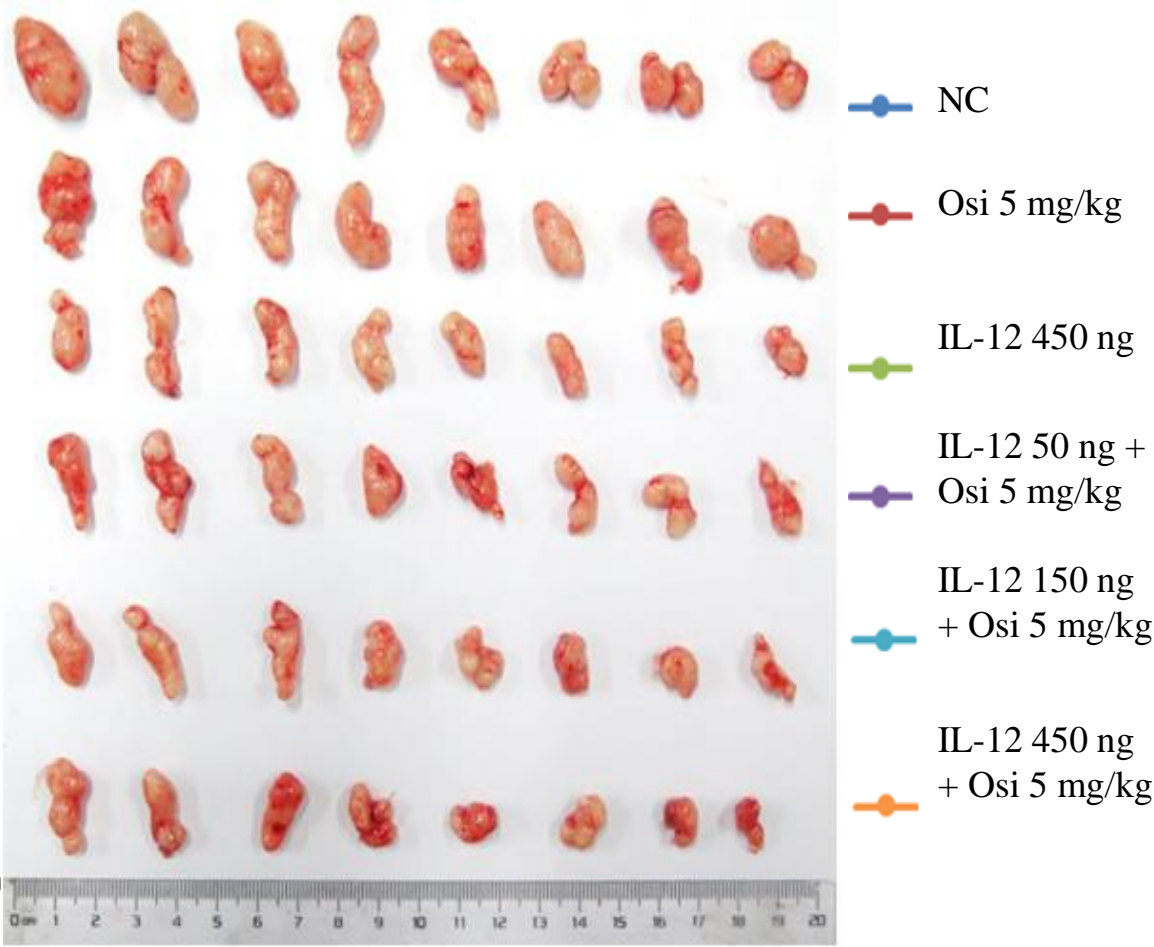 NC
Osi 5 mg/kg
IL-12 450 ng
IL-12 50 ng +
Osi 5 mg/kg
IL-12 150 ng
+ Osi 5 mg/kg
IL-12 450 ng
+ Osi 5 mg/kg
0 cm 1 2 3 4 5 6 7 8 9 10 11 12 13 14 15 16 17 18 19 20